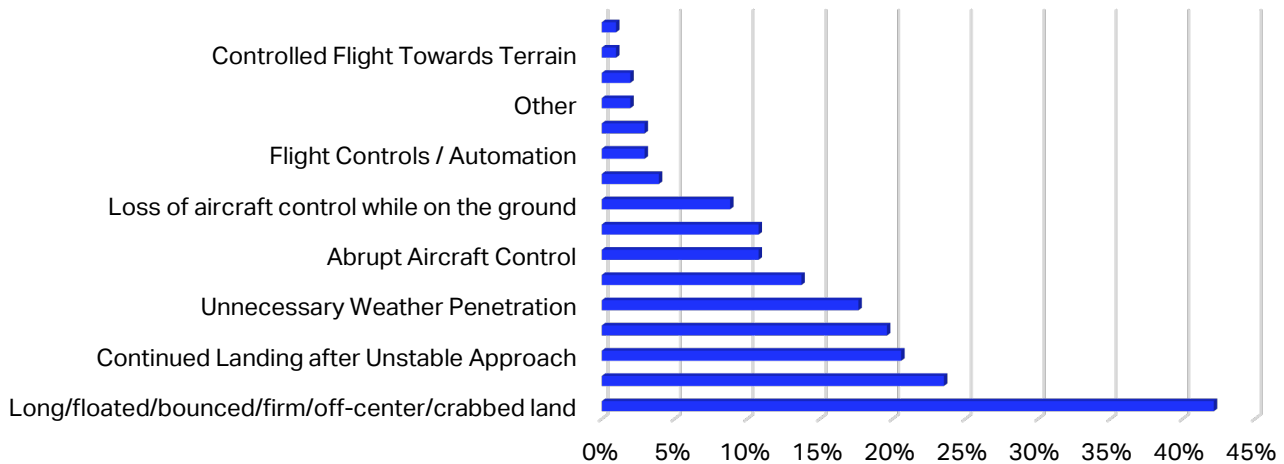 Controlled Flight Towards Terrain
Other
Flight Controls / Automation
Loss of aircraft control while on the ground
Abrupt Aircraft Control
Unnecessary Weather Penetration
Continued Landing after Unstable Approach
Long/floated/bounced/firm/off-center/crabbed land
0% 5% 10% 15% 20% 25% 30% 35% 40% 45%